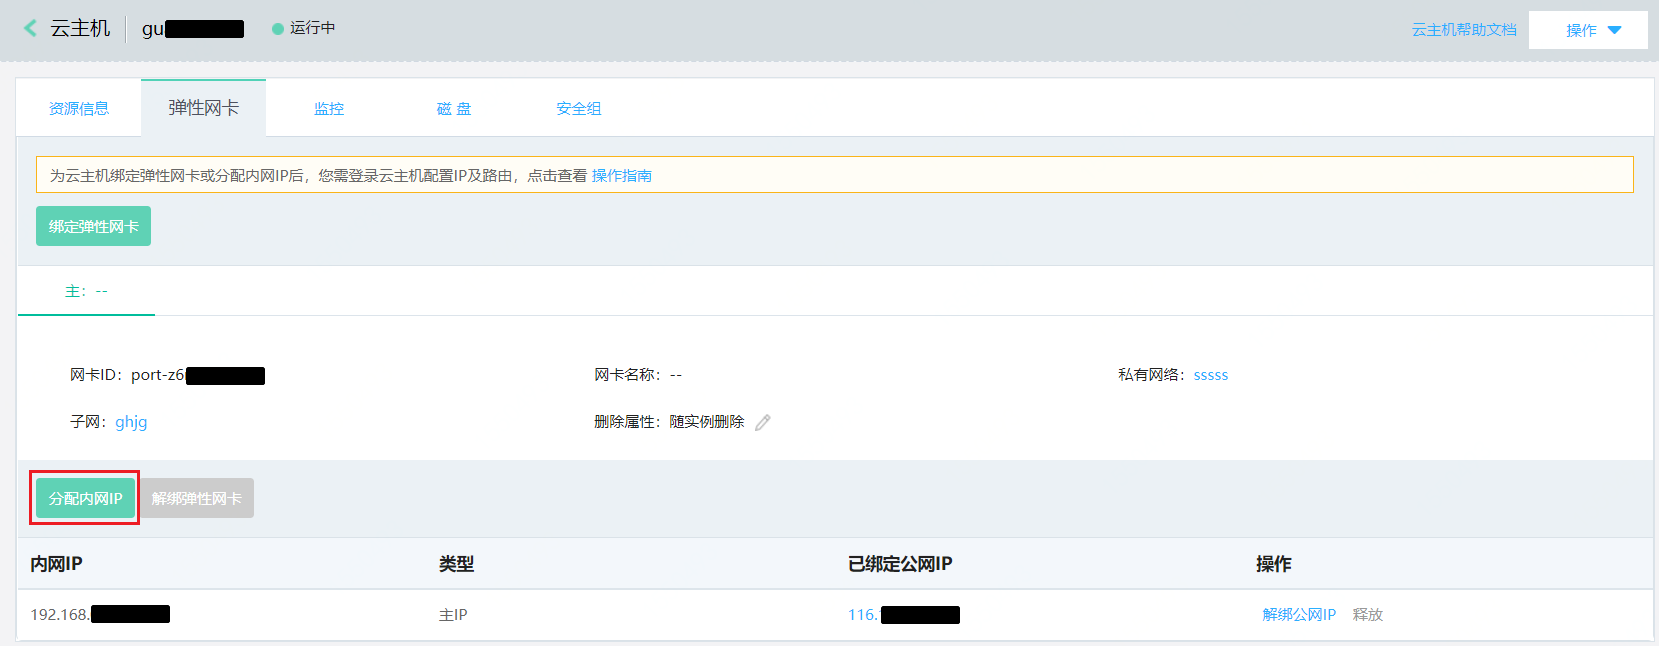 云主机 gu 运行中 云主机帮助文档 操作
资源信息 弹性网卡 监控 磁 盘 安全组
为云主机绑定弹性网卡或分配内网IP后，您需登录云主机配置IP及路由，点击查看 操作指南
绑定弹性网卡
主：--
网卡ID：port-z6 网卡名称：-- 私有网络：sssss
子网：ghjg 删除属性：随实例删除
分配内网IP 解绑弹性网卡
内网IP 类型 已绑定公网IP 操作
192.168. 主IP 116. 解绑公网IP 释放